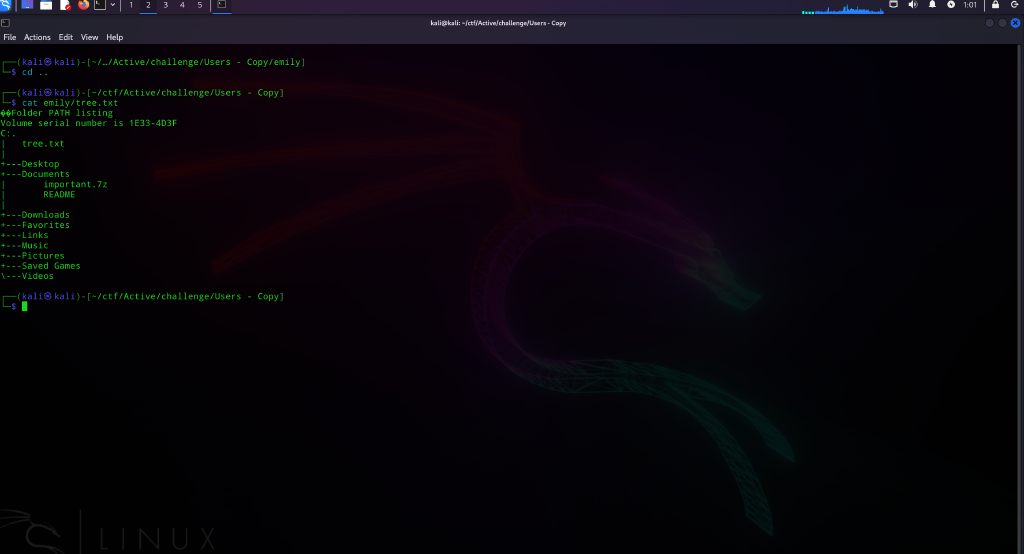 1 2 3 4 5
1:01
kali@kali: ~/ctf/Active/challenge/Users - Copy
File Actions Edit View Help
┌──(kali㉿kali)-[~/…/Active/challenge/Users - Copy/emily]
└─$ cd ..
┌──(kali㉿kali)-[~/ctf/Active/challenge/Users - Copy]
└─$ cat emily/tree.txt
��Folder PATH listing
Volume serial number is 1E33-4D3F
C:.
|   tree.txt
|
+---Desktop
+---Documents
|       important.7z
|       README
|
+---Downloads
+---Favorites
+---Links
+---Music
+---Pictures
+---Saved Games
\---Videos
┌──(kali㉿kali)-[~/ctf/Active/challenge/Users - Copy]
└─$
LINUX